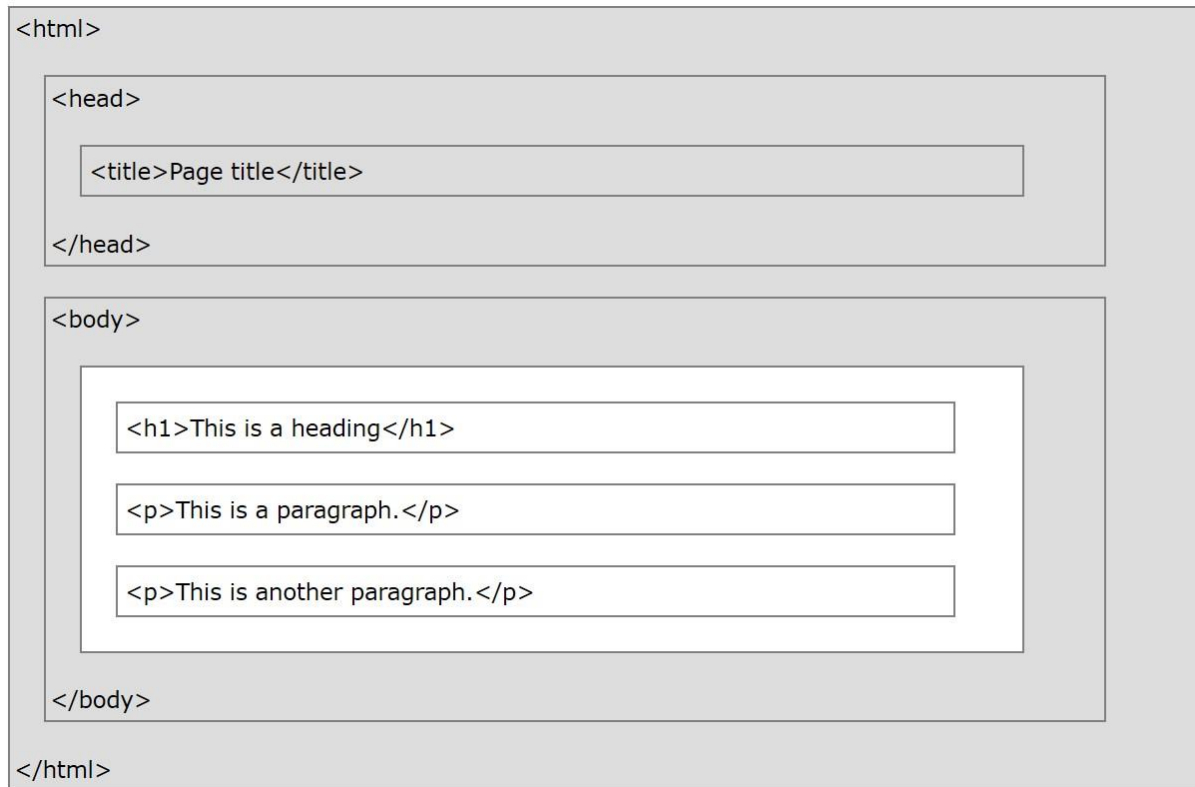 <html>
<head>
<title>Page title</title>
</head>
<body>
<h1>This is a heading</h1>
<p>This is a paragraph.</p>
<p>This is another paragraph.</p>
</body>
</html>